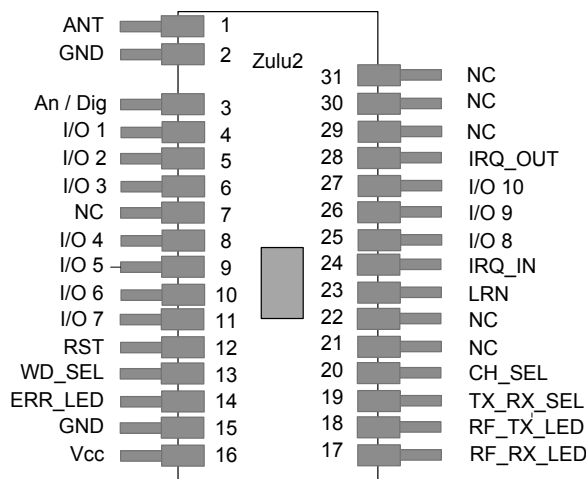 ANT 1
GND 2
Zulu2
An / Dig 3
I/O 1 4
I/O 2 5
I/O 3 6
NC 7
I/O 4 8
I/O 5 9
I/O 6 10
I/O 7 11
RST 12
WD_SEL 13
ERR_LED 14
GND 15
Vcc 16
31 NC
30 NC
29 NC
28 IRQ_OUT
27 I/O 10
26 I/O 9
25 I/O 8
24 IRQ_IN
23 LRN
22 NC
21 NC
20 CH_SEL
19 TX_RX_SEL
18 RF_TX_LED
17 RF_RX_LED